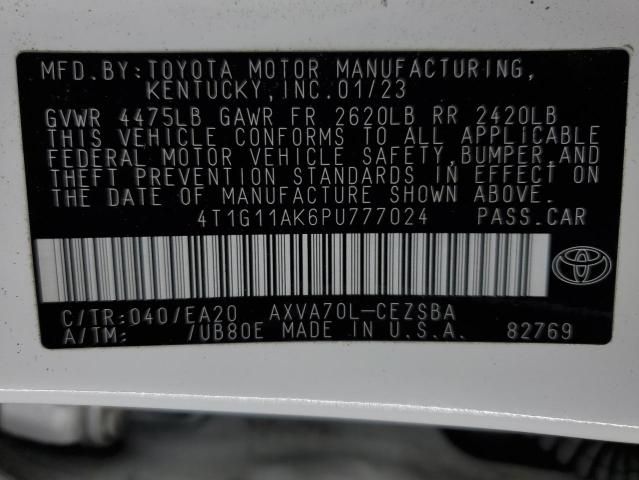 MFD.BY:TOYOTA MOTOR MANUFACTURING,
KENTUCKY,INC.01/23
GVWR 4475LB GAWR FR 2620LB RR 2420LB
THIS VEHICLE CONFORMS TO ALL APPLICABLE
FEDERAL MOTOR VEHICLE SAFETY,BUMPER,AND
THEFT PREVENTION STANDARDS IN EFFECT ON
THE DATE OF MANUFACTURE SHOWN ABOVE.
4T1G11AK6PU777024 PASS.CAR
C/TR:040/EA20 AXVA70L-CEZSBA
A/TM: /UB80E MADE IN U.S.A. 82769